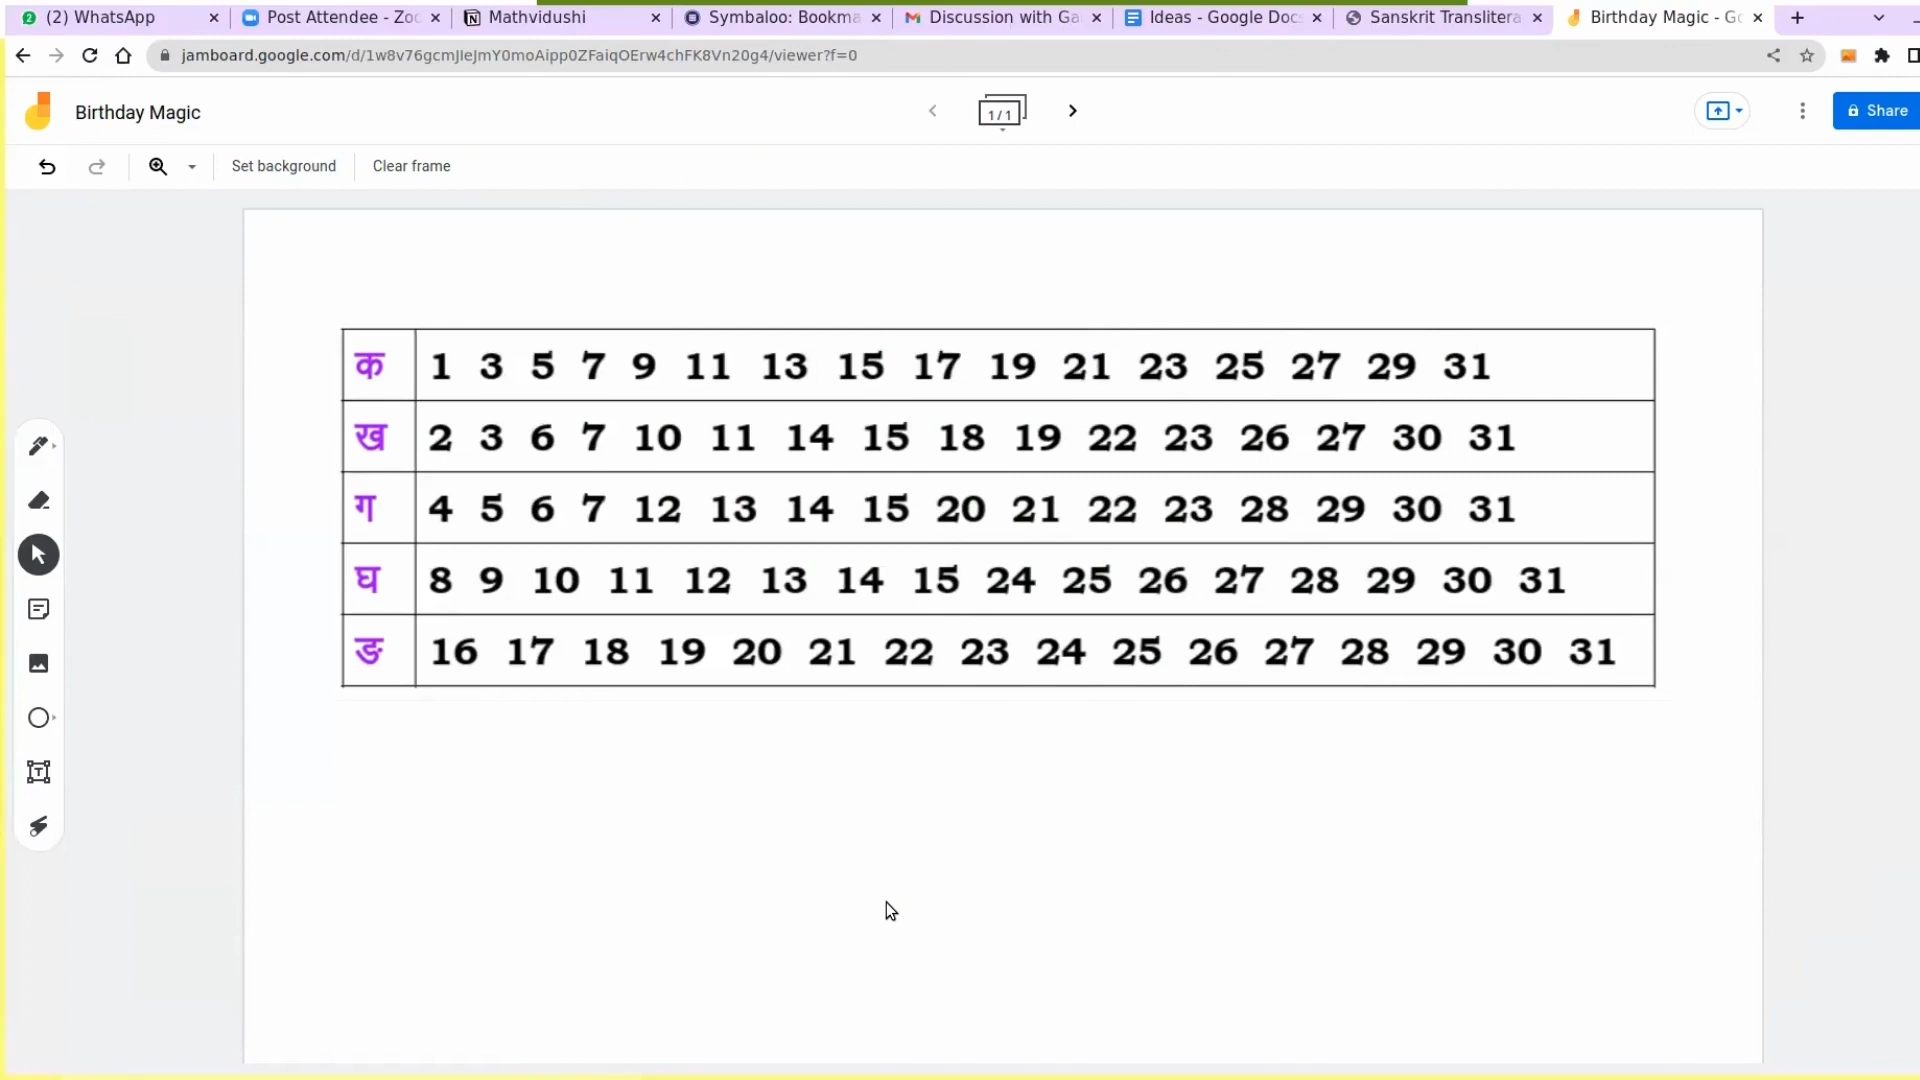 (2) WhatsApp
Post Attendee - Zoo
Mathvidushi
Symbaloo: Bookma
Discussion with Ga
Ideas - Google Docs
Sanskrit Translitera
Birthday Magic - Go
jamboard.google.com/d/1w8v76gcmJIeJmY0moAipp0ZFaiqOErw4chFK8Vn20g4/viewer?f=0
Birthday Magic
1/1
Share
Set background
Clear frame
क 1 3 5 7 9 11 13 15 17 19 21 23 25 27 29 31
ख 2 3 6 7 10 11 14 15 18 19 22 23 26 27 30 31
ग 4 5 6 7 12 13 14 15 20 21 22 23 28 29 30 31
घ 8 9 10 11 12 13 14 15 24 25 26 27 28 29 30 31
ङ 16 17 18 19 20 21 22 23 24 25 26 27 28 29 30 31